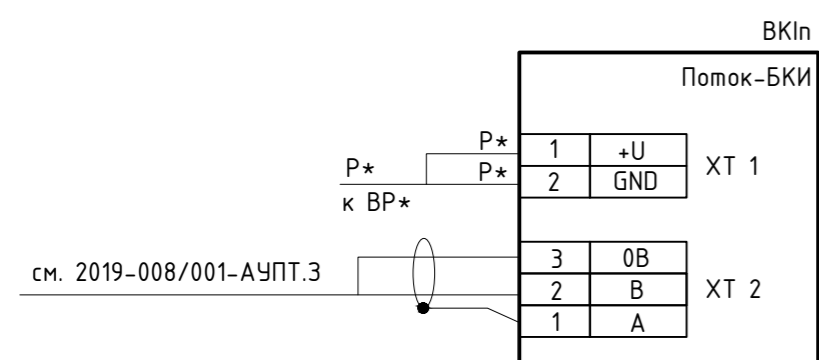 BKIn
Поток-БКИ
P*
1 +U
P*
P*
2 GND
XT 1
к BP*
3 0В
см. 2019-008/001-АУПТ.З
2 B
XT 2
1 A